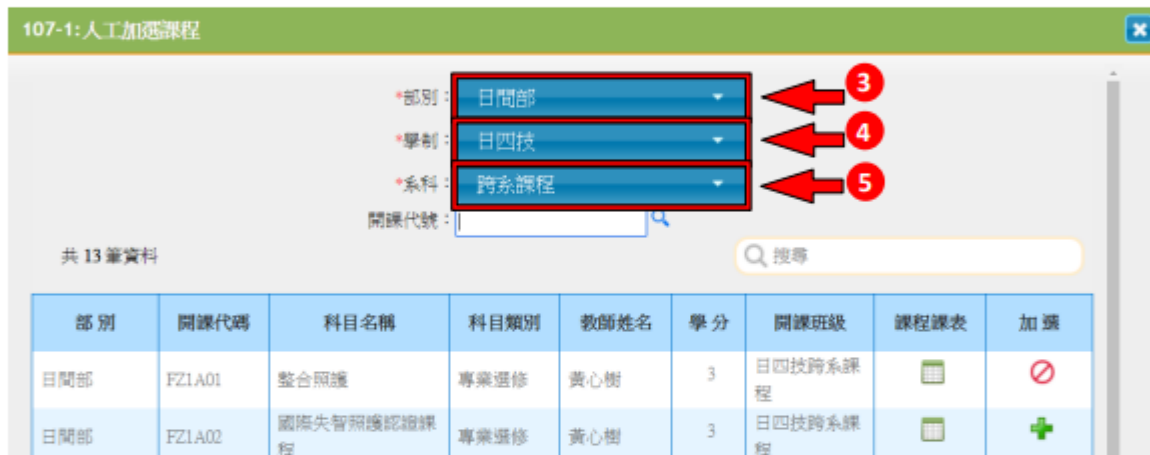 107-1:人工加選課程
*部別：日間部
3
*學制：日四技
4
*系科：跨系課程
5
開課代號：
共 13 筆資料
搜尋
部 別 開課代碼 科目名稱 科目類別 教師姓名 學 分 開課班級 課程課表 加 選
日間部 FZ1A01 整合照護 專業選修 黃心樹 3 日四技跨系課
程
日間部 FZ1A02 國際失智照護認證課 專業選修 黃心樹 3 日四技跨系課
程 程